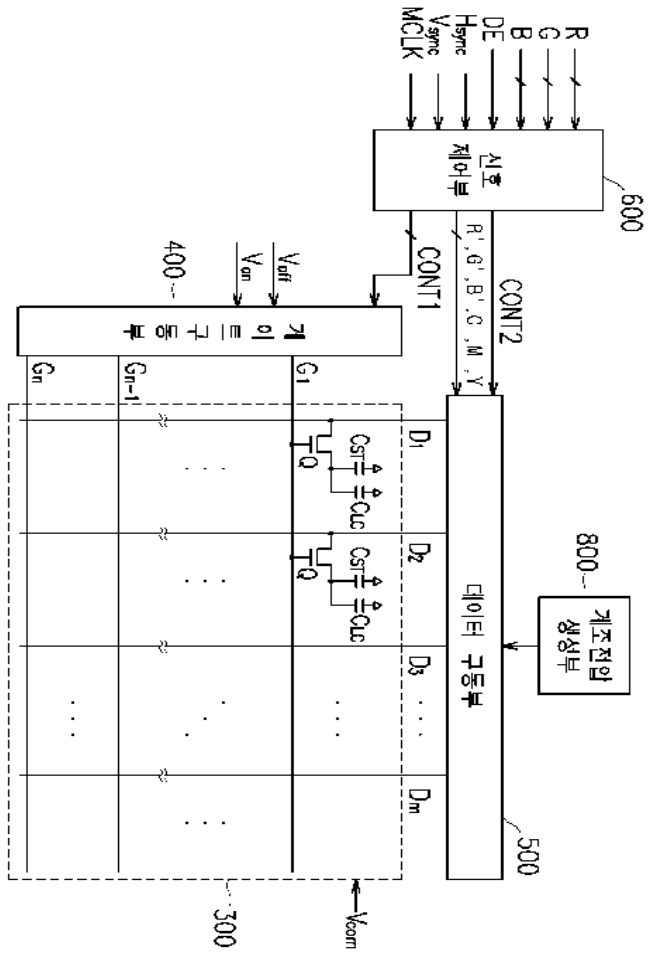 R
G
B
DE
Hsync
Vsync
MCLK
신호
제어부
600
CONT2
R', G', B', C, M, Y
CONT1
800
계조전압
생성부
데이터 구동부
500
Voff
Von
400
게이트 구동부
G1
Gn-1
Gn
D1
D2
D3
Dm
Q
CST
CLC
Q
CST
CLC
Vcom
300